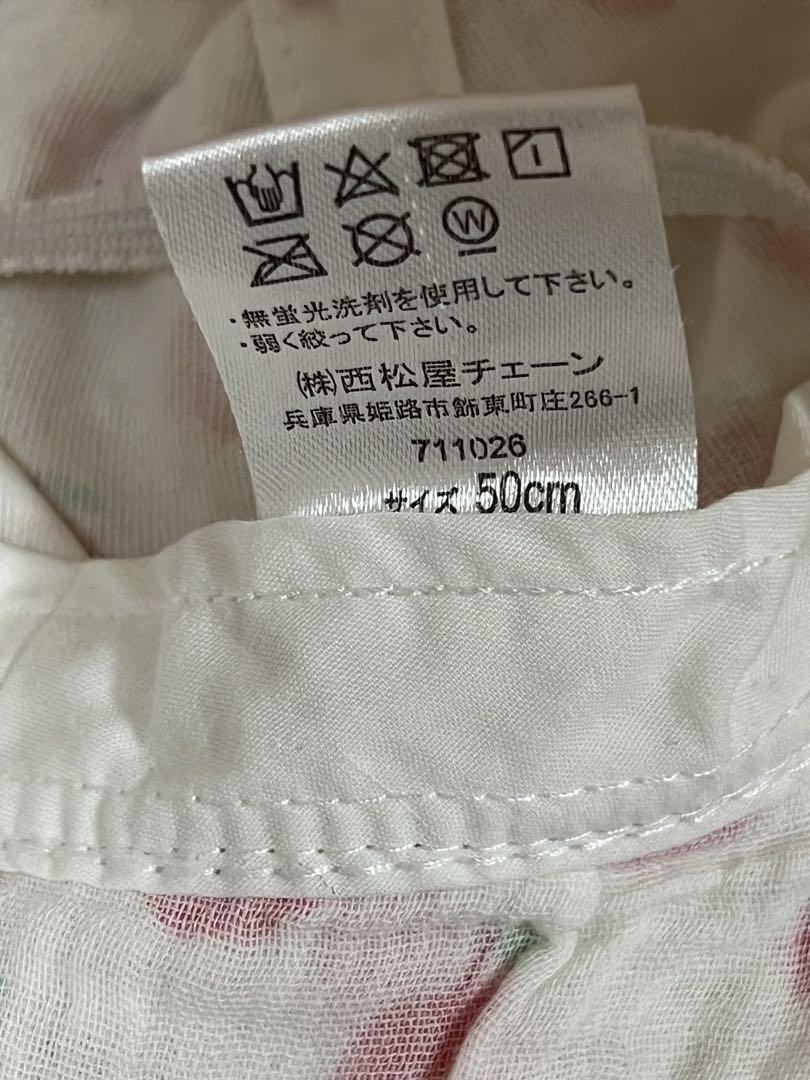 W
・無蛍光洗剤を使用して下さい。
・弱く絞って下さい。
(株)西松屋チェーン
兵庫県姫路市飾東町庄266-1
711026
サイズ 50cm